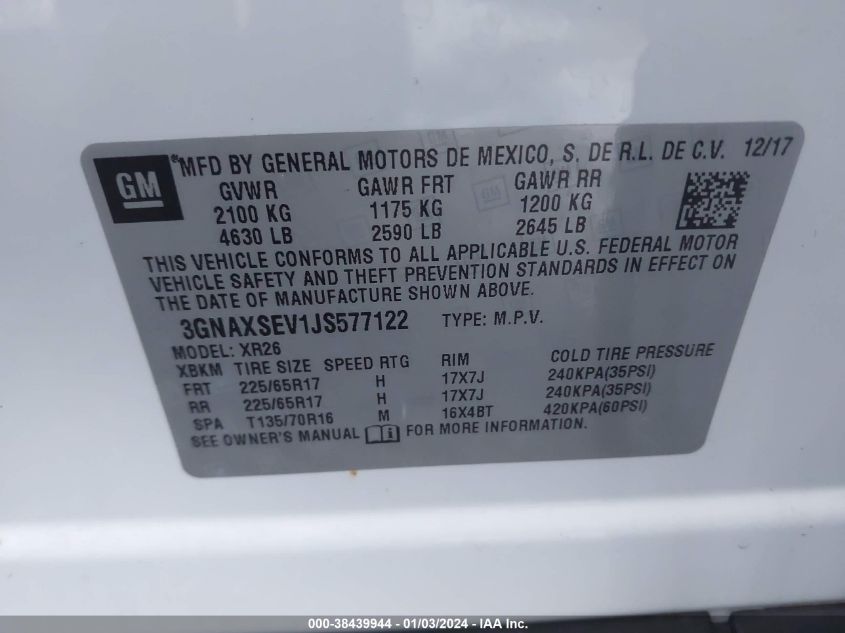 GM
®MFD BY GENERAL MOTORS DE MEXICO, S. DE R.L. DE C.V. 12/17
GVWR GAWR FRT GAWR RR
2100 KG 1175 KG 1200 KG
4630 LB 2590 LB 2645 LB
THIS VEHICLE CONFORMS TO ALL APPLICABLE U.S. FEDERAL MOTOR
VEHICLE SAFETY AND THEFT PREVENTION STANDARDS IN EFFECT ON
THE DATE OF MANUFACTURE SHOWN ABOVE.
3GNAXSEV1JS577122 TYPE: M.P.V.
MODEL: XR26
XBKM TIRE SIZE SPEED RTG RIM COLD TIRE PRESSURE
FRT 225/65R17 H 17X7J 240KPA(35PSI)
RR 225/65R17 H 17X7J 240KPA(35PSI)
SPA T135/70R16 M 16X4BT 420KPA(60PSI)
SEE OWNER'S MANUAL FOR MORE INFORMATION.
000-38439944 - 01/03/2024 - IAA Inc.